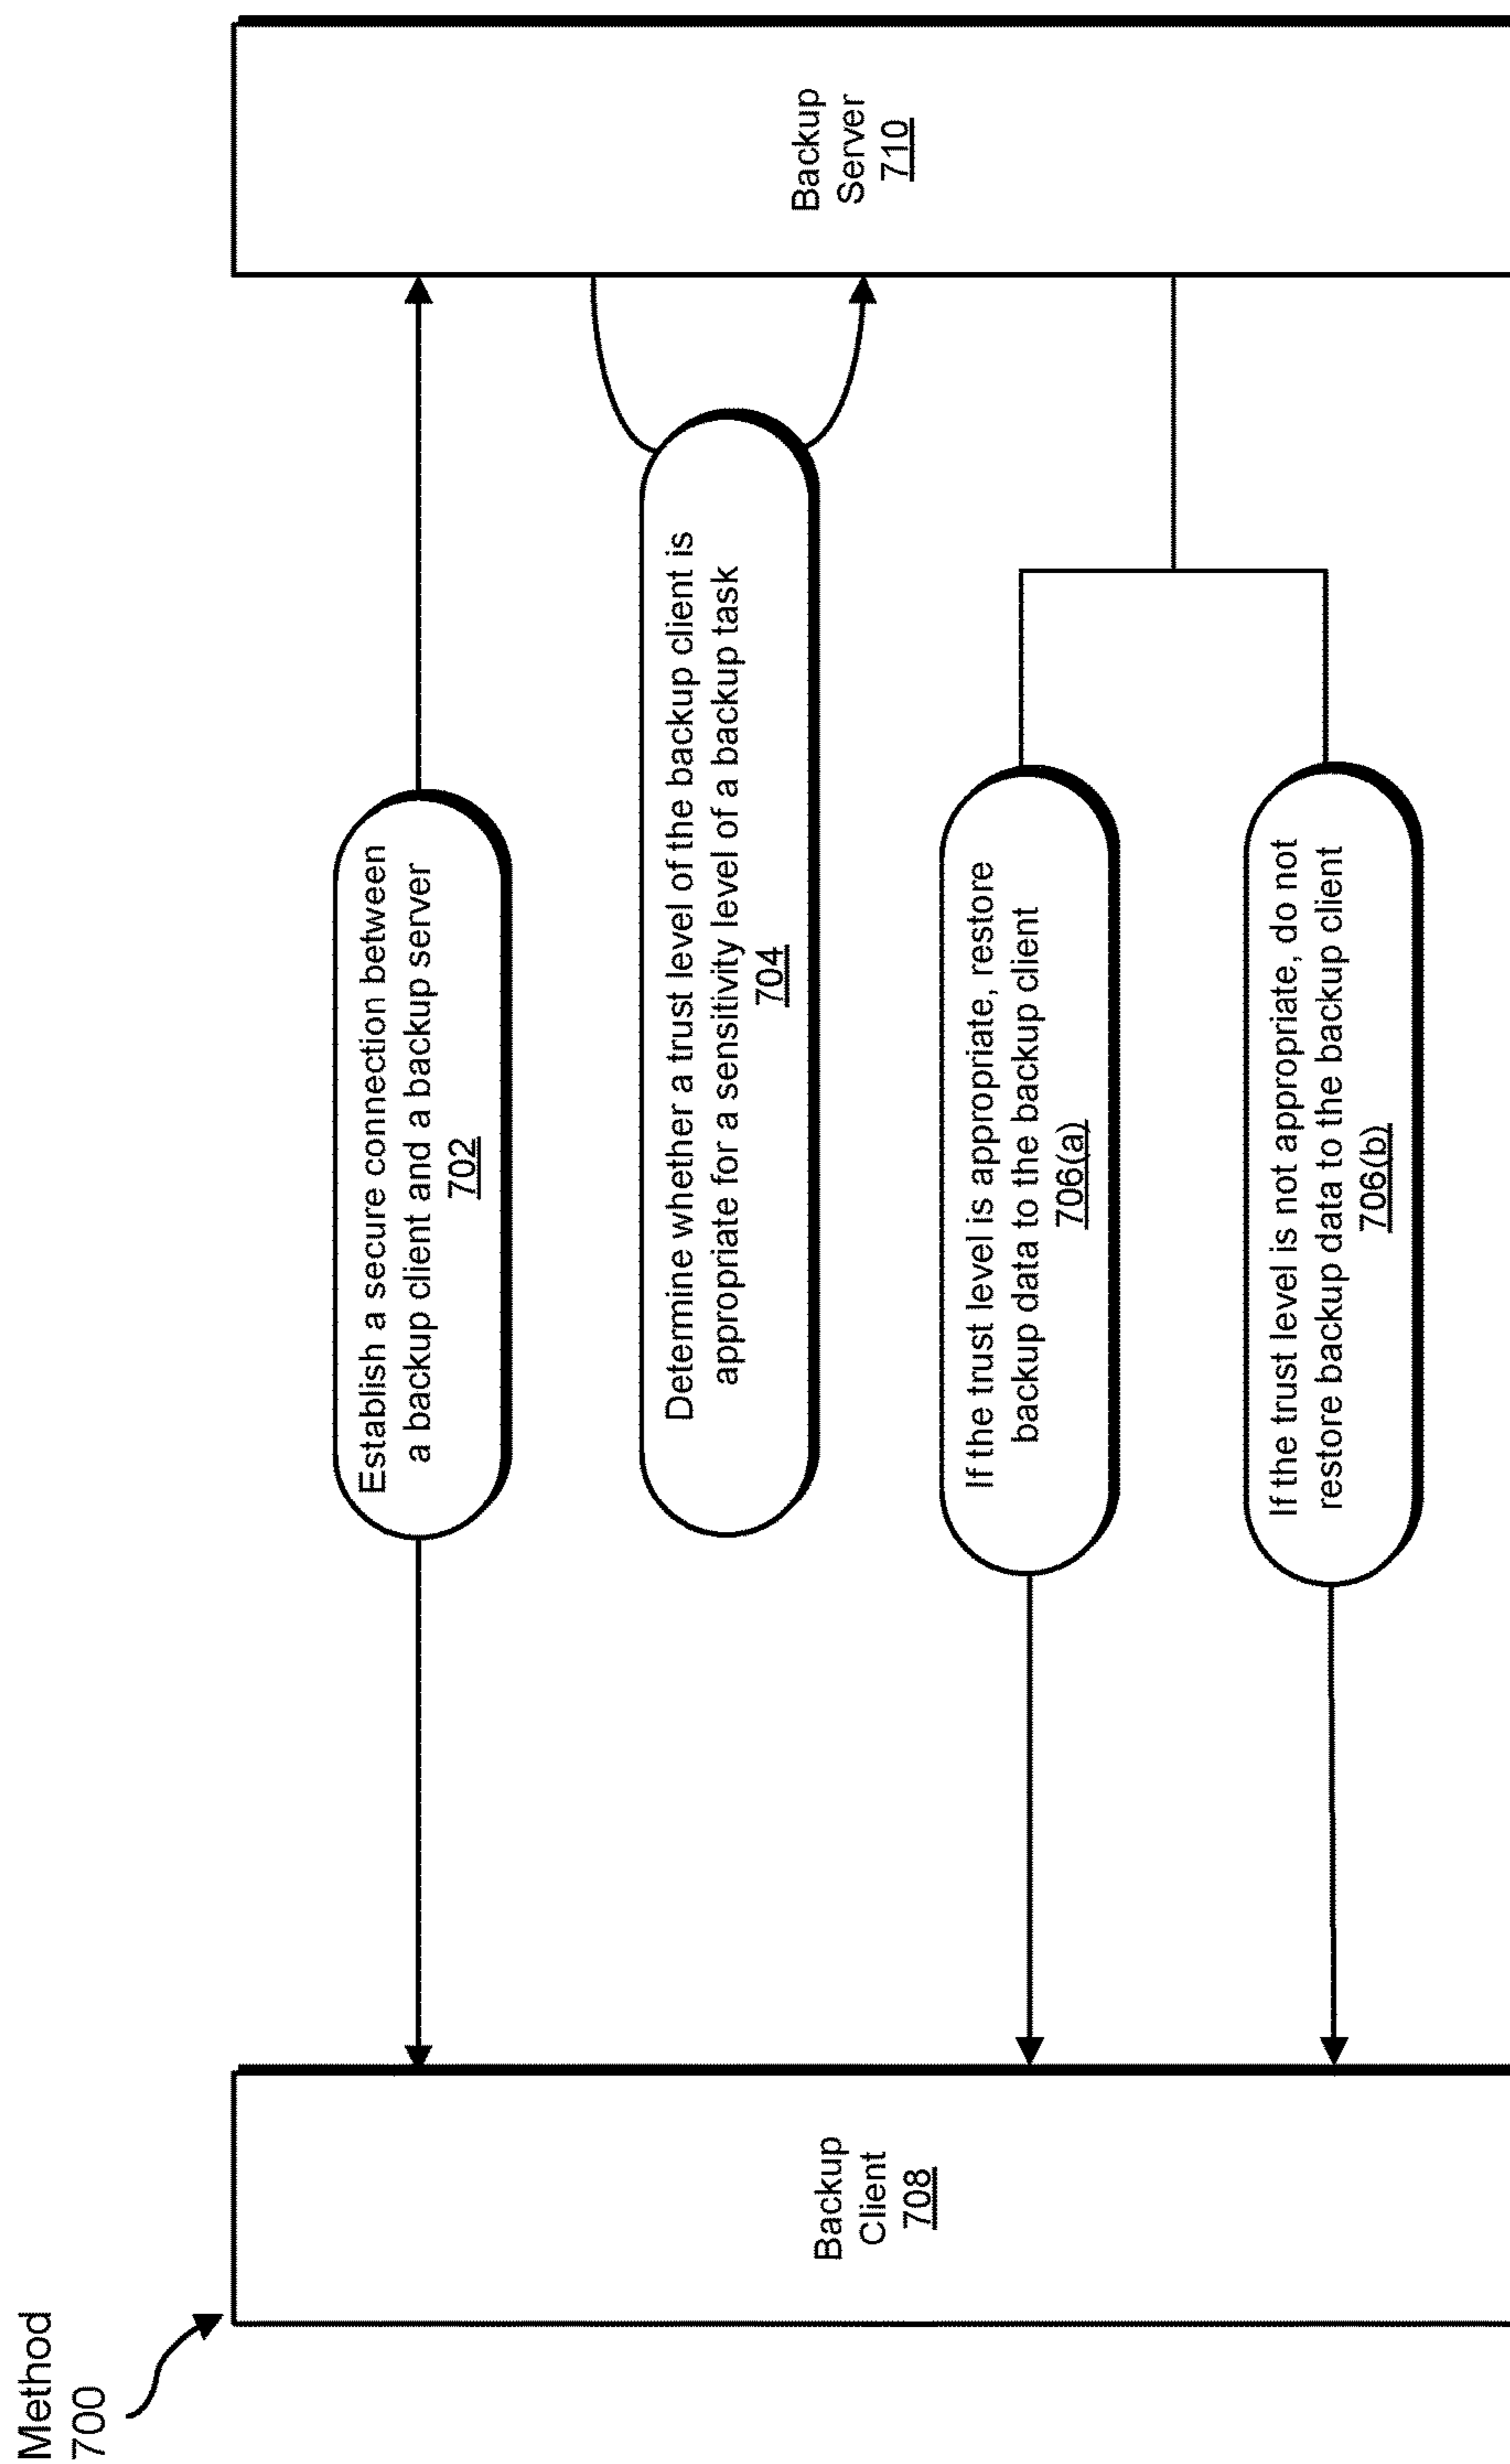 Method
700
Backup
Client
708
Backup
Server
710
Establish a secure connection between
a backup client and a backup server
702
Determine whether a trust level of the backup client is
appropriate for a sensitivity level of a backup task
704
If the trust level is appropriate, restore
backup data to the backup client
706(a)
If the trust level is not appropriate, do not
restore backup data to the backup client
706(b)